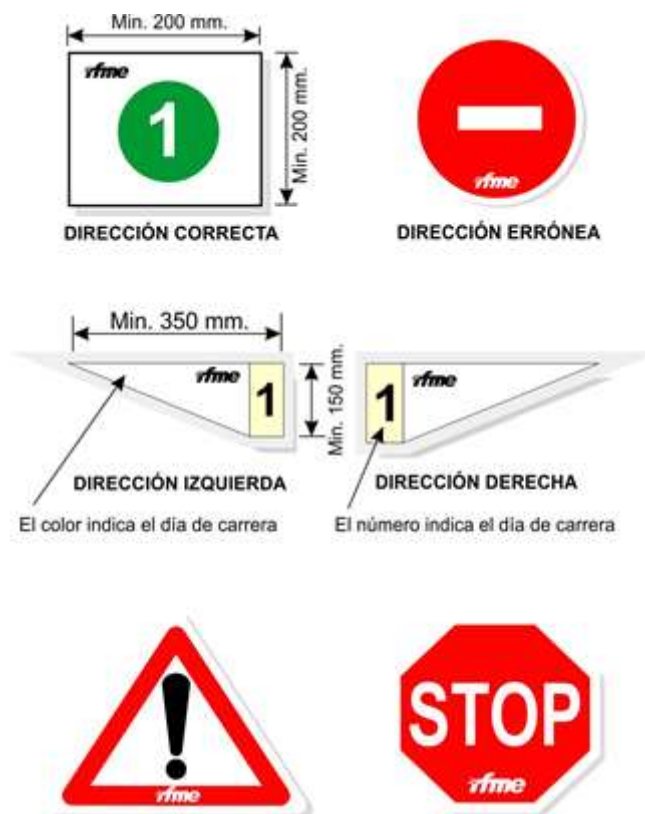 Min. 200 mm.
rfme
1
Min. 200 mm.
rfme
DIRECCIÓN CORRECTA
DIRECCIÓN ERRÓNEA
Min. 350 mm.
rfme
1
Min. 150 mm.
1
rfme
DIRECCIÓN IZQUIERDA
DIRECCIÓN DERECHA
El color indica el día de carrera
El número indica el día de carrera
!
rfme
STOP
rfme